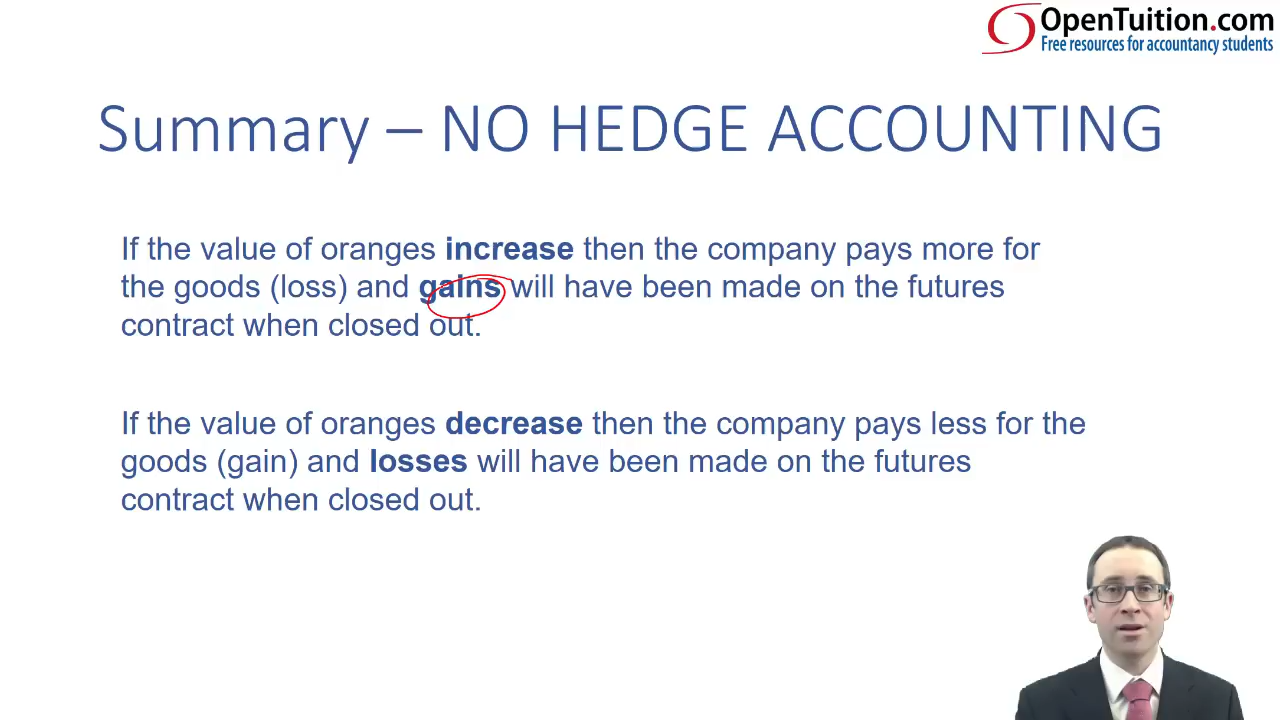 OpenTuition.com
Free resources for accountancy students
Summary – NO HEDGE ACCOUNTING
If the value of oranges increase then the company pays more for
the goods (loss) and gains will have been made on the futures
contract when closed out.
If the value of oranges decrease then the company pays less for the
goods (gain) and losses will have been made on the futures
contract when closed out.